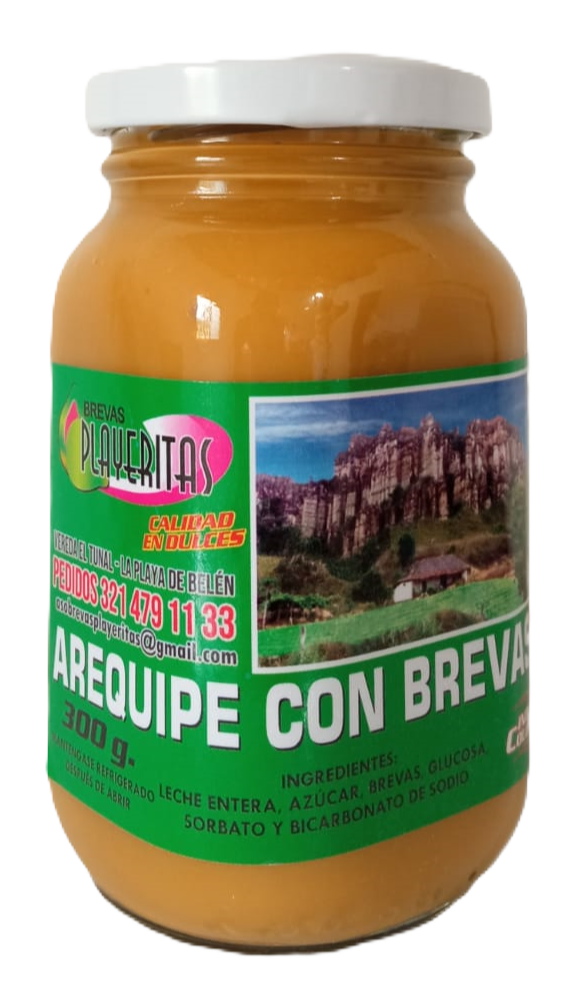 BREVAS
PLAYERITAS
CALIDAD
EN DULCES
VEREDA EL TUNAL - LA PLAYA DE BELÉN
PEDIDOS 321 479 11 33
asobrevasplayeritas@gmail.com
AREQUIPE CON BREVAS
300 g.
MANTENGASE REFRIGERADO
DESPUÉS DE ABRIR
INGREDIENTES:
LECHE ENTERA, AZÚCAR, BREVAS, GLUCOSA,
SORBATO Y BICARBONATO DE SODIO